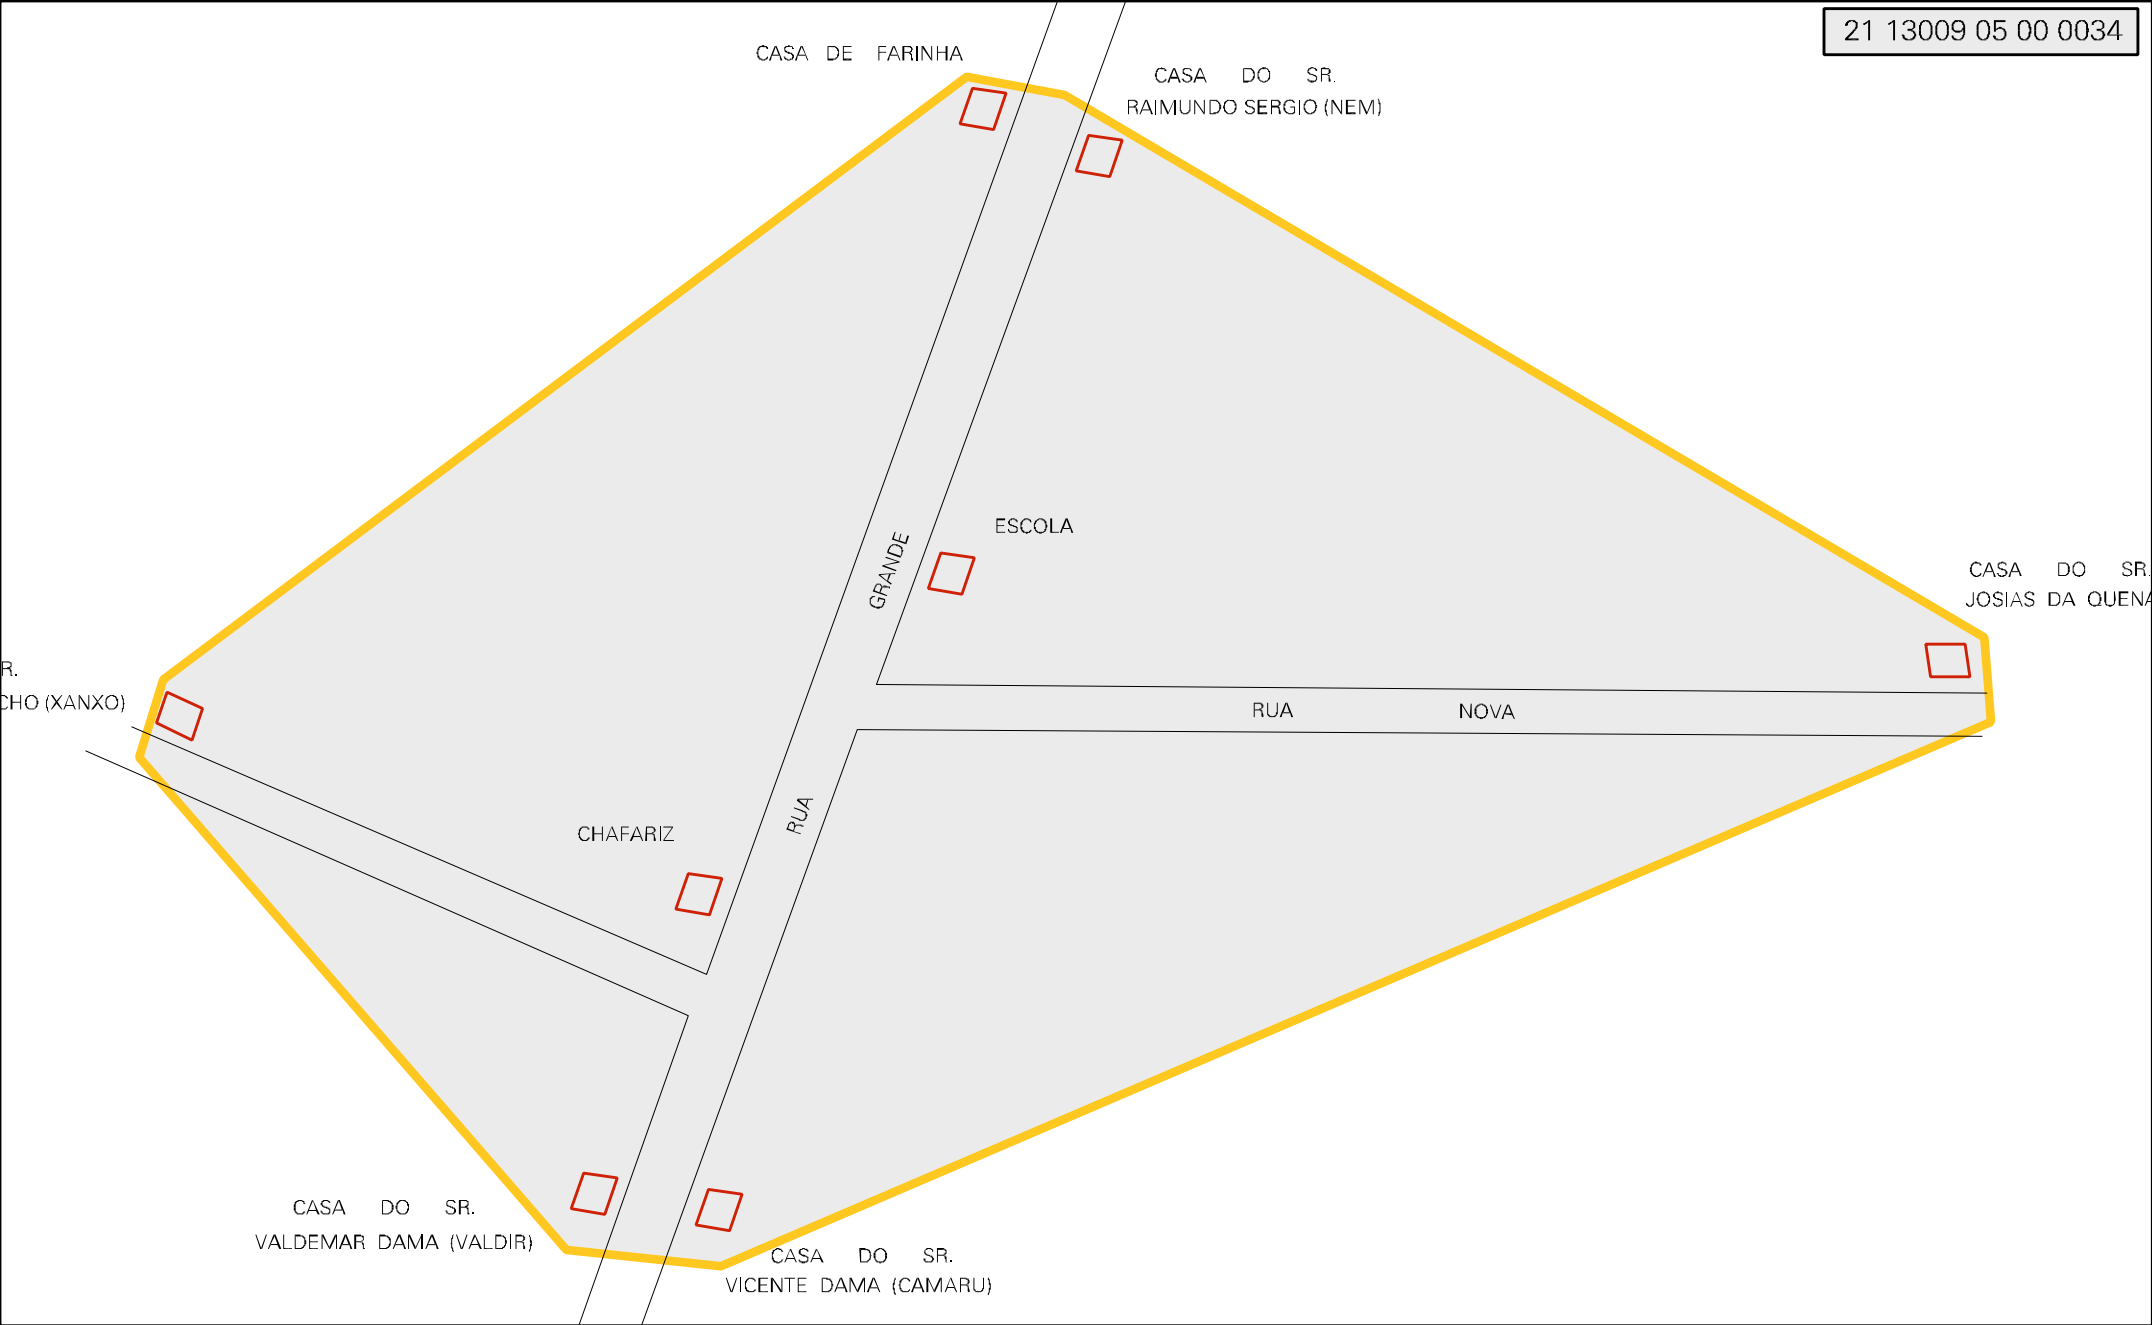 21 13009 05 00 0034
CASA DE FARINHA
CASA DO SR.
RAIMUNDO SERGIO (NEM)
ESCOLA
GRANDE
CASA DO SR.
JOSIAS DA QUENA
R.
CHO (XANXO)
RUA NOVA
RUA
CHAFARIZ
CASA DO SR.
VALDEMAR DAMA (VALDIR)
CASA DO SR.
VICENTE DAMA (CAMARU)